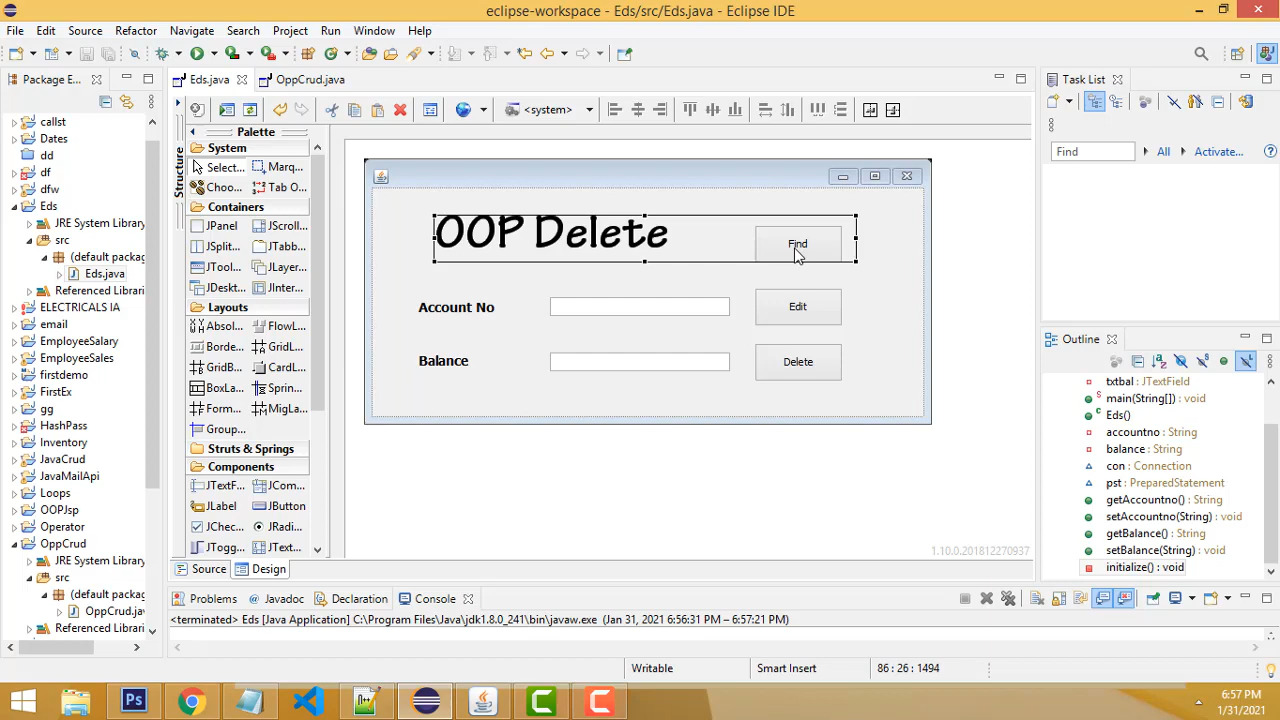 eclipse-workspace - Eds/src/Eds.java - Eclipse IDE
File Edit Source Refactor Navigate Search Project Run Window Help
Package E...
Eds.java
OppCrud.java
Task List
<system>
Palette
System
Select...
Marq...
Choo...
Tab O...
Containers
JPanel
JScroll...
JSplit...
JTabb...
JTool...
JLayer...
JDeskt...
JInter...
Layouts
Absol...
FlowL...
Borde...
GridL...
GridB...
CardL...
BoxLa...
Sprin...
Form...
MigLa...
Group...
Struts & Springs
Components
JTextF...
JCom...
JLabel
JButton
JChec...
JRadi...
JTogg...
JText...
Structure
callst
Dates
dd
df
dfw
Eds
JRE System Library
src
(default package
Eds.java
Referenced Librari
ELECTRICALS IA
email
EmployeeSalary
EmployeeSales
firstdemo
FirstEx
gg
HashPass
Inventory
JavaCrud
JavaMailApi
Loops
OOPJsp
Operator
OppCrud
JRE System Library
src
(default packag
OppCrud.jav
Referenced Librari
OOP Delete
Find
Account No
Edit
Balance
Delete
1.10.0.201812270937
Source
Design
Find
All
Activate...
Outline
txtbal : JTextField
main(String[]) : void
Eds()
accountno : String
balance : String
con : Connection
pst : PreparedStatement
getAccountno() : String
setAccountno(String) : void
getBalance() : String
setBalance(String) : void
initialize() : void
Problems
Javadoc
Declaration
Console
<terminated> Eds [Java Application] C:\Program Files\Java\jdk1.8.0_241\bin\javaw.exe (Jan 31, 2021 6:56:31 PM – 6:57:21 PM)
Writable
Smart Insert
86 : 26 : 1494
Ps
6:57 PM
1/31/2021